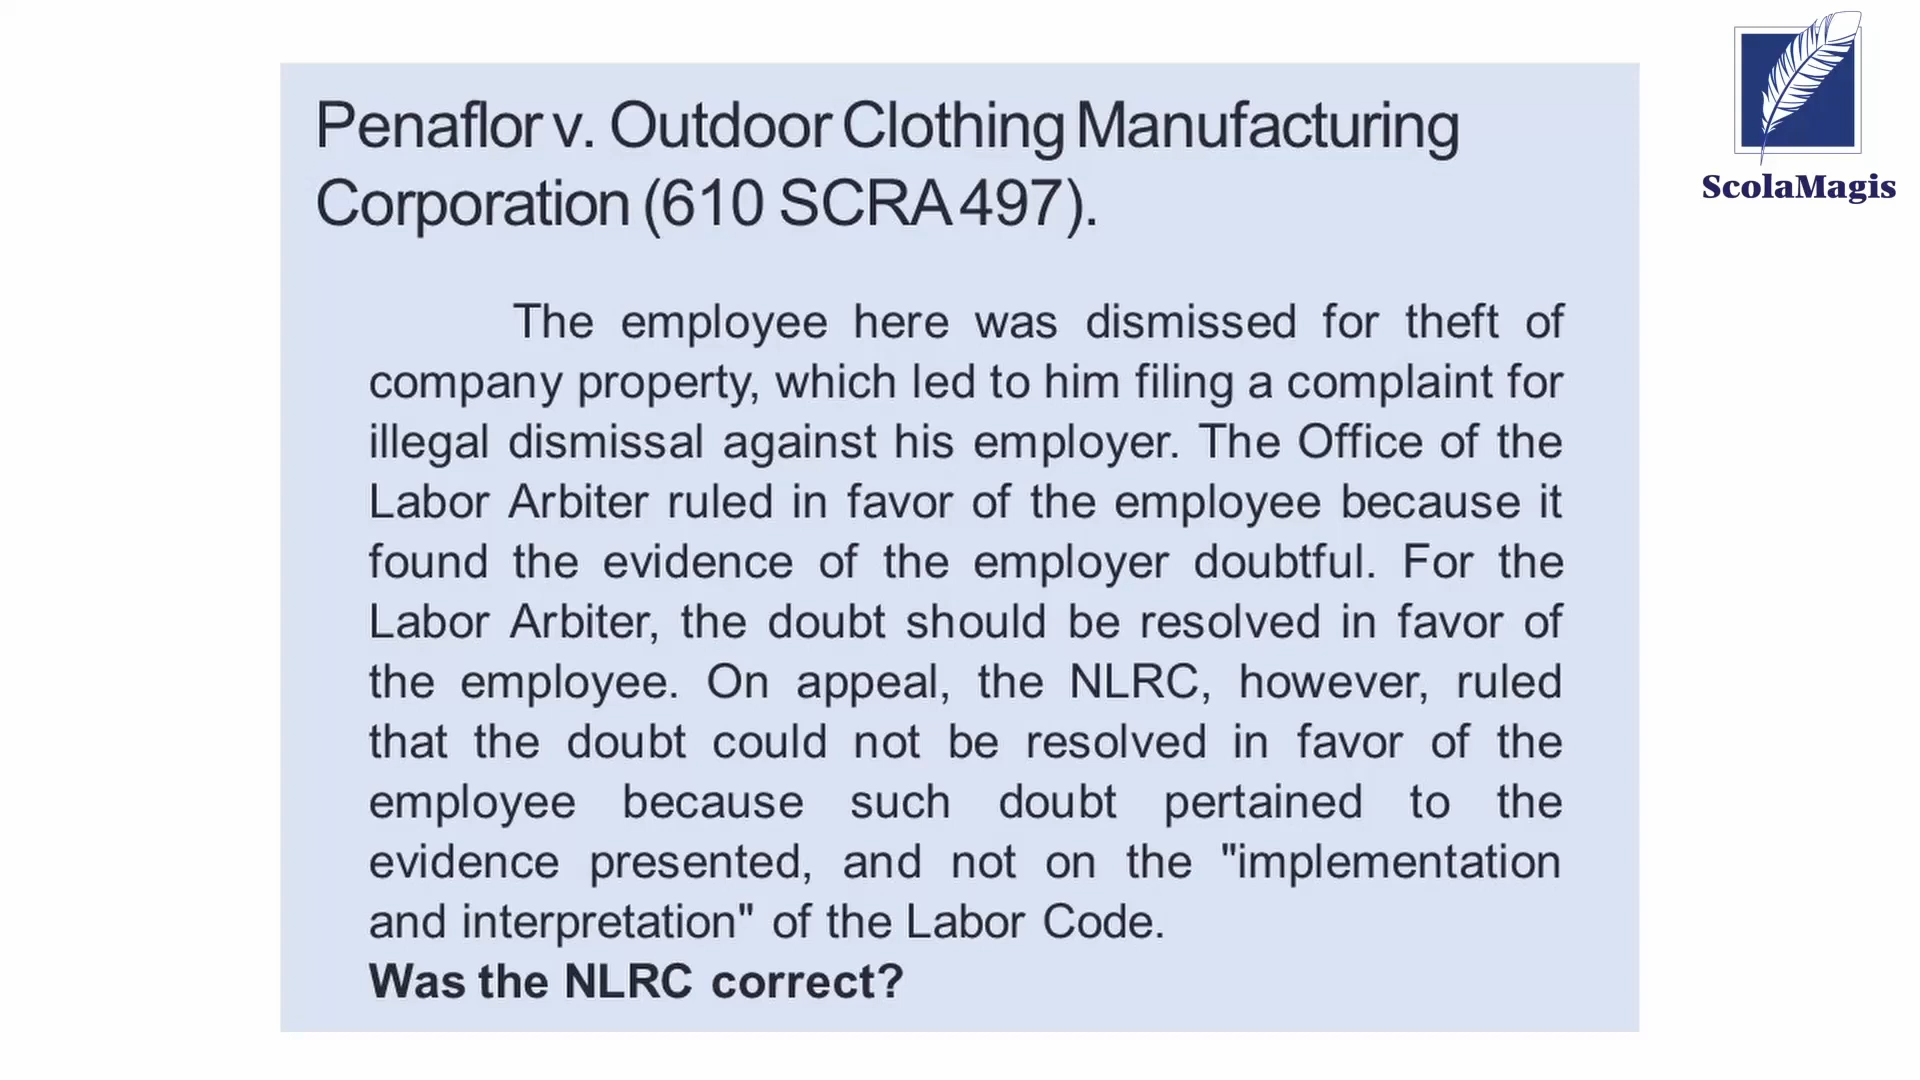 ScolaMagis
Penaflor v. Outdoor Clothing Manufacturing
Corporation (610 SCRA 497).
The employee here was dismissed for theft of
company property, which led to him filing a complaint for
illegal dismissal against his employer. The Office of the
Labor Arbiter ruled in favor of the employee because it
found the evidence of the employer doubtful. For the
Labor Arbiter, the doubt should be resolved in favor of
the employee. On appeal, the NLRC, however, ruled
that the doubt could not be resolved in favor of the
employee because such doubt pertained to the
evidence presented, and not on the "implementation
and interpretation" of the Labor Code.
Was the NLRC correct?